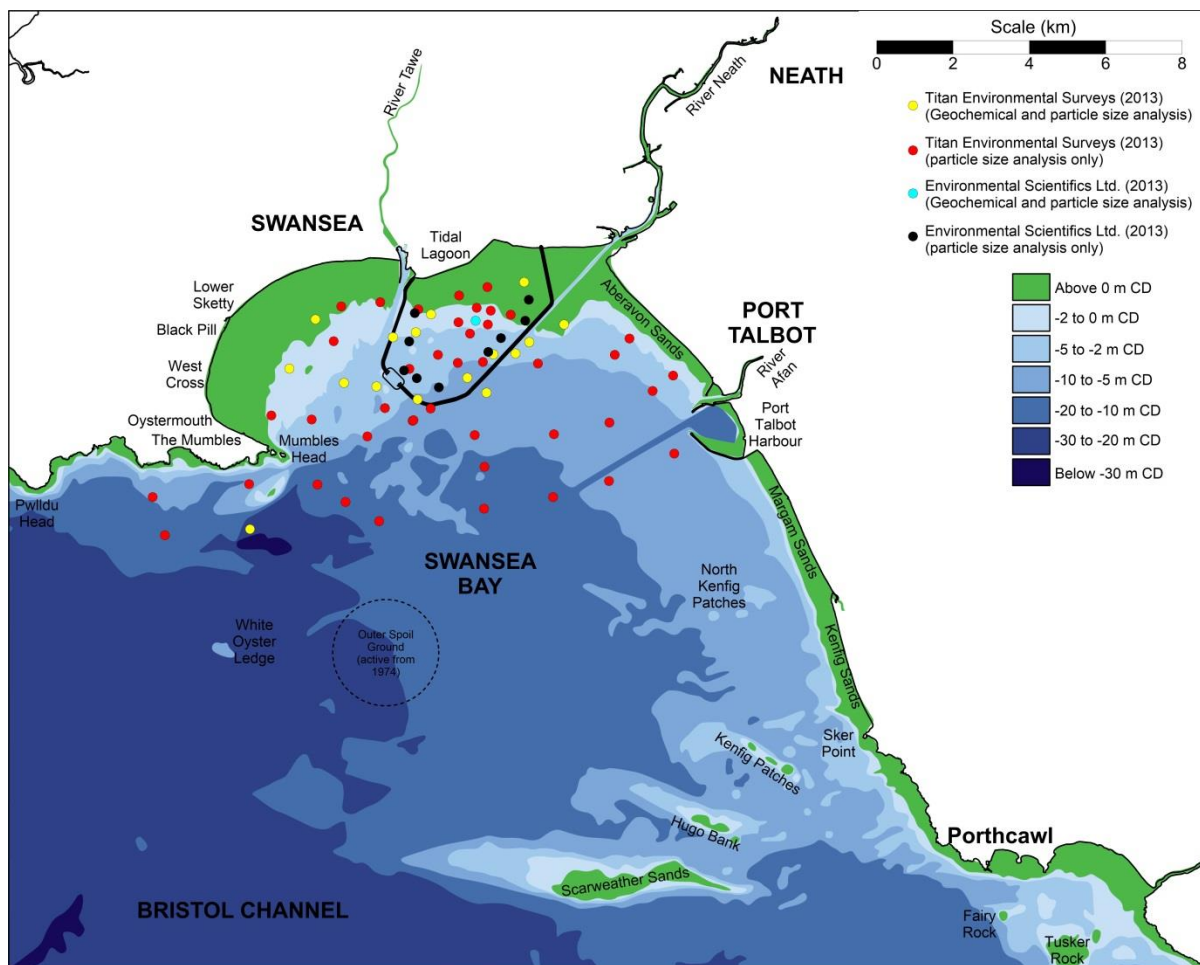 Scale (km)
0 2 4 6 8
NEATH
River Neath
River Tawe
Titan Environmental Surveys (2013)
(Geochemical and particle size analysis)
Titan Environmental Surveys (2013)
(particle size analysis only)
Environmental Scientifics Ltd. (2013)
(Geochemical and particle size analysis)
Environmental Scientifics Ltd. (2013)
(particle size analysis only)
SWANSEA
Tidal
Lagoon
Lower
Sketty
Black Pill
West
Cross
Oystermouth
The Mumbles
Mumbles
Head
Pwlldu
Head
Aberavon Sands
PORT
TALBOT
River
Afan
Port
Talbot
Harbour
Above 0 m CD
-2 to 0 m CD
-5 to -2 m CD
-10 to -5 m CD
-20 to -10 m CD
-30 to -20 m CD
Below -30 m CD
Margam Sands
SWANSEA
BAY
North
Kenfig
Patches
White
Oyster
Ledge
Outer Spoil
Ground
(active from
1974)
Kenfig Sands
Sker
Point
Kenfig Patches
Hugo Bank
Porthcawl
Scarweather Sands
BRISTOL CHANNEL
Fairy
Rock
Tusker
Rock